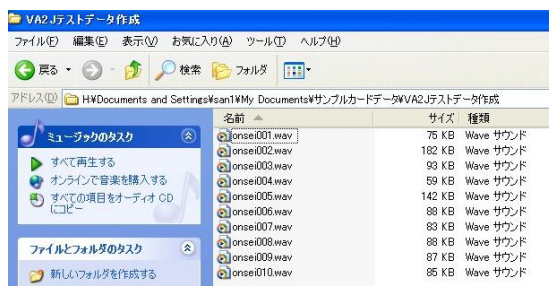 VA2Jテストデータ作成
ファイル(F) 編集(E) 表示(V) お気に入り(A) ツール(T) ヘルプ(H)
戻る 検索 フォルダ
アドレス(D) H:¥Documents and Settings¥san1¥My Documents¥サンプルカードデータ¥VA2Jテストデータ作成
名前 サイズ 種類
ミュージックのタスク
すべて再生する
オンラインで音楽を購入する
すべての項目をオーディオ CD
にコピー
ファイルとフォルダのタスク
新しいフォルダを作成する
onsei001.wav 75 KB Wave サウンド
onsei002.wav 182 KB Wave サウンド
onsei003.wav 93 KB Wave サウンド
onsei004.wav 59 KB Wave サウンド
onsei005.wav 142 KB Wave サウンド
onsei006.wav 88 KB Wave サウンド
onsei007.wav 83 KB Wave サウンド
onsei008.wav 88 KB Wave サウンド
onsei009.wav 87 KB Wave サウンド
onsei010.wav 85 KB Wave サウンド